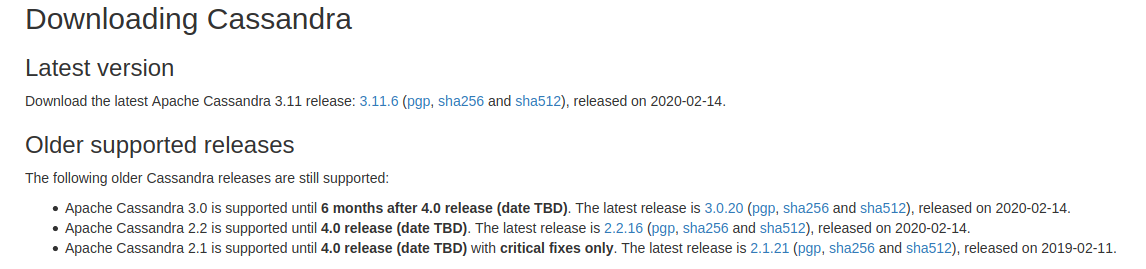 Downloading Cassandra
Latest version
Download the latest Apache Cassandra 3.11 release: 3.11.6 (pgp, sha256 and sha512), released on 2020-02-14.
Older supported releases
The following older Cassandra releases are still supported:
• Apache Cassandra 3.0 is supported until 6 months after 4.0 release (date TBD). The latest release is 3.0.20 (pgp, sha256 and sha512), released on 2020-02-14.
• Apache Cassandra 2.2 is supported until 4.0 release (date TBD). The latest release is 2.2.16 (pgp, sha256 and sha512), released on 2020-02-14.
• Apache Cassandra 2.1 is supported until 4.0 release (date TBD) with critical fixes only. The latest release is 2.1.21 (pgp, sha256 and sha512), released on 2019-02-11.